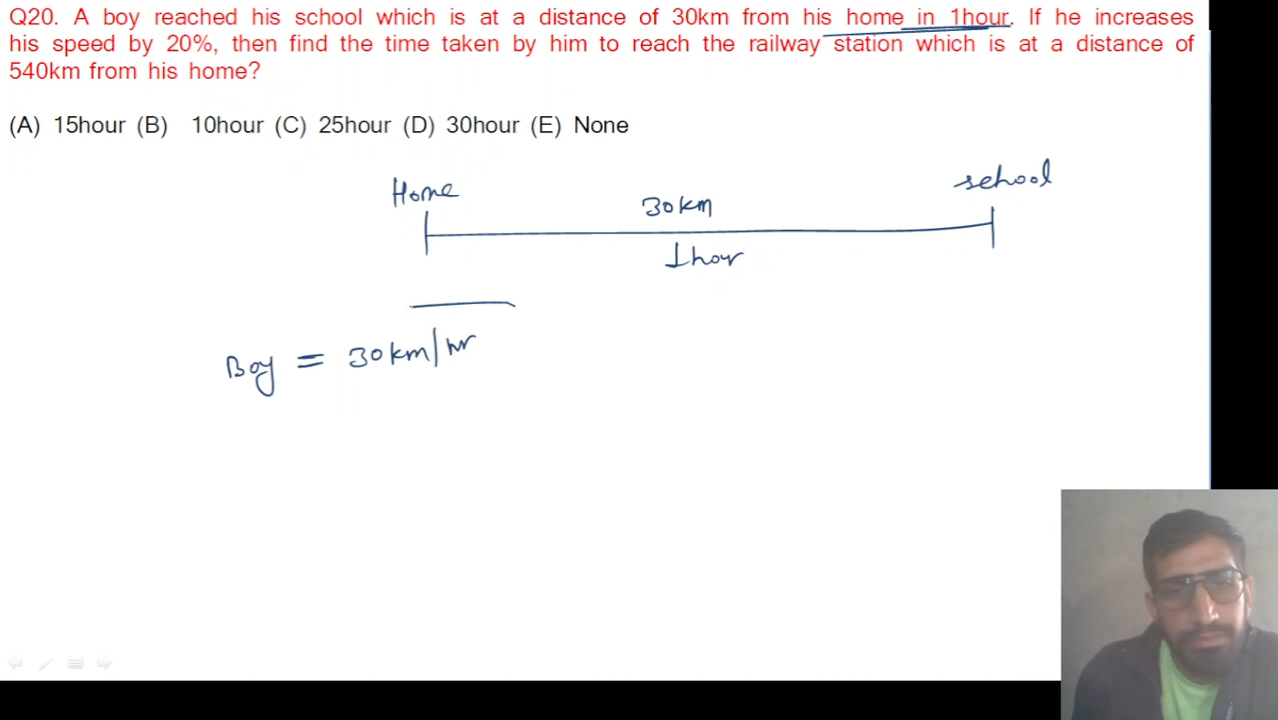 Q20. A boy reached his school which is at a distance of 30km from his home in 1hour. If he increases
his speed by 20%, then find the time taken by him to reach the railway station which is at a distance of
540km from his home?
(A) 15hour (B) 10hour (C) 25hour (D) 30hour (E) None
Home
30km
school
1hour
Boy = 30km/hr